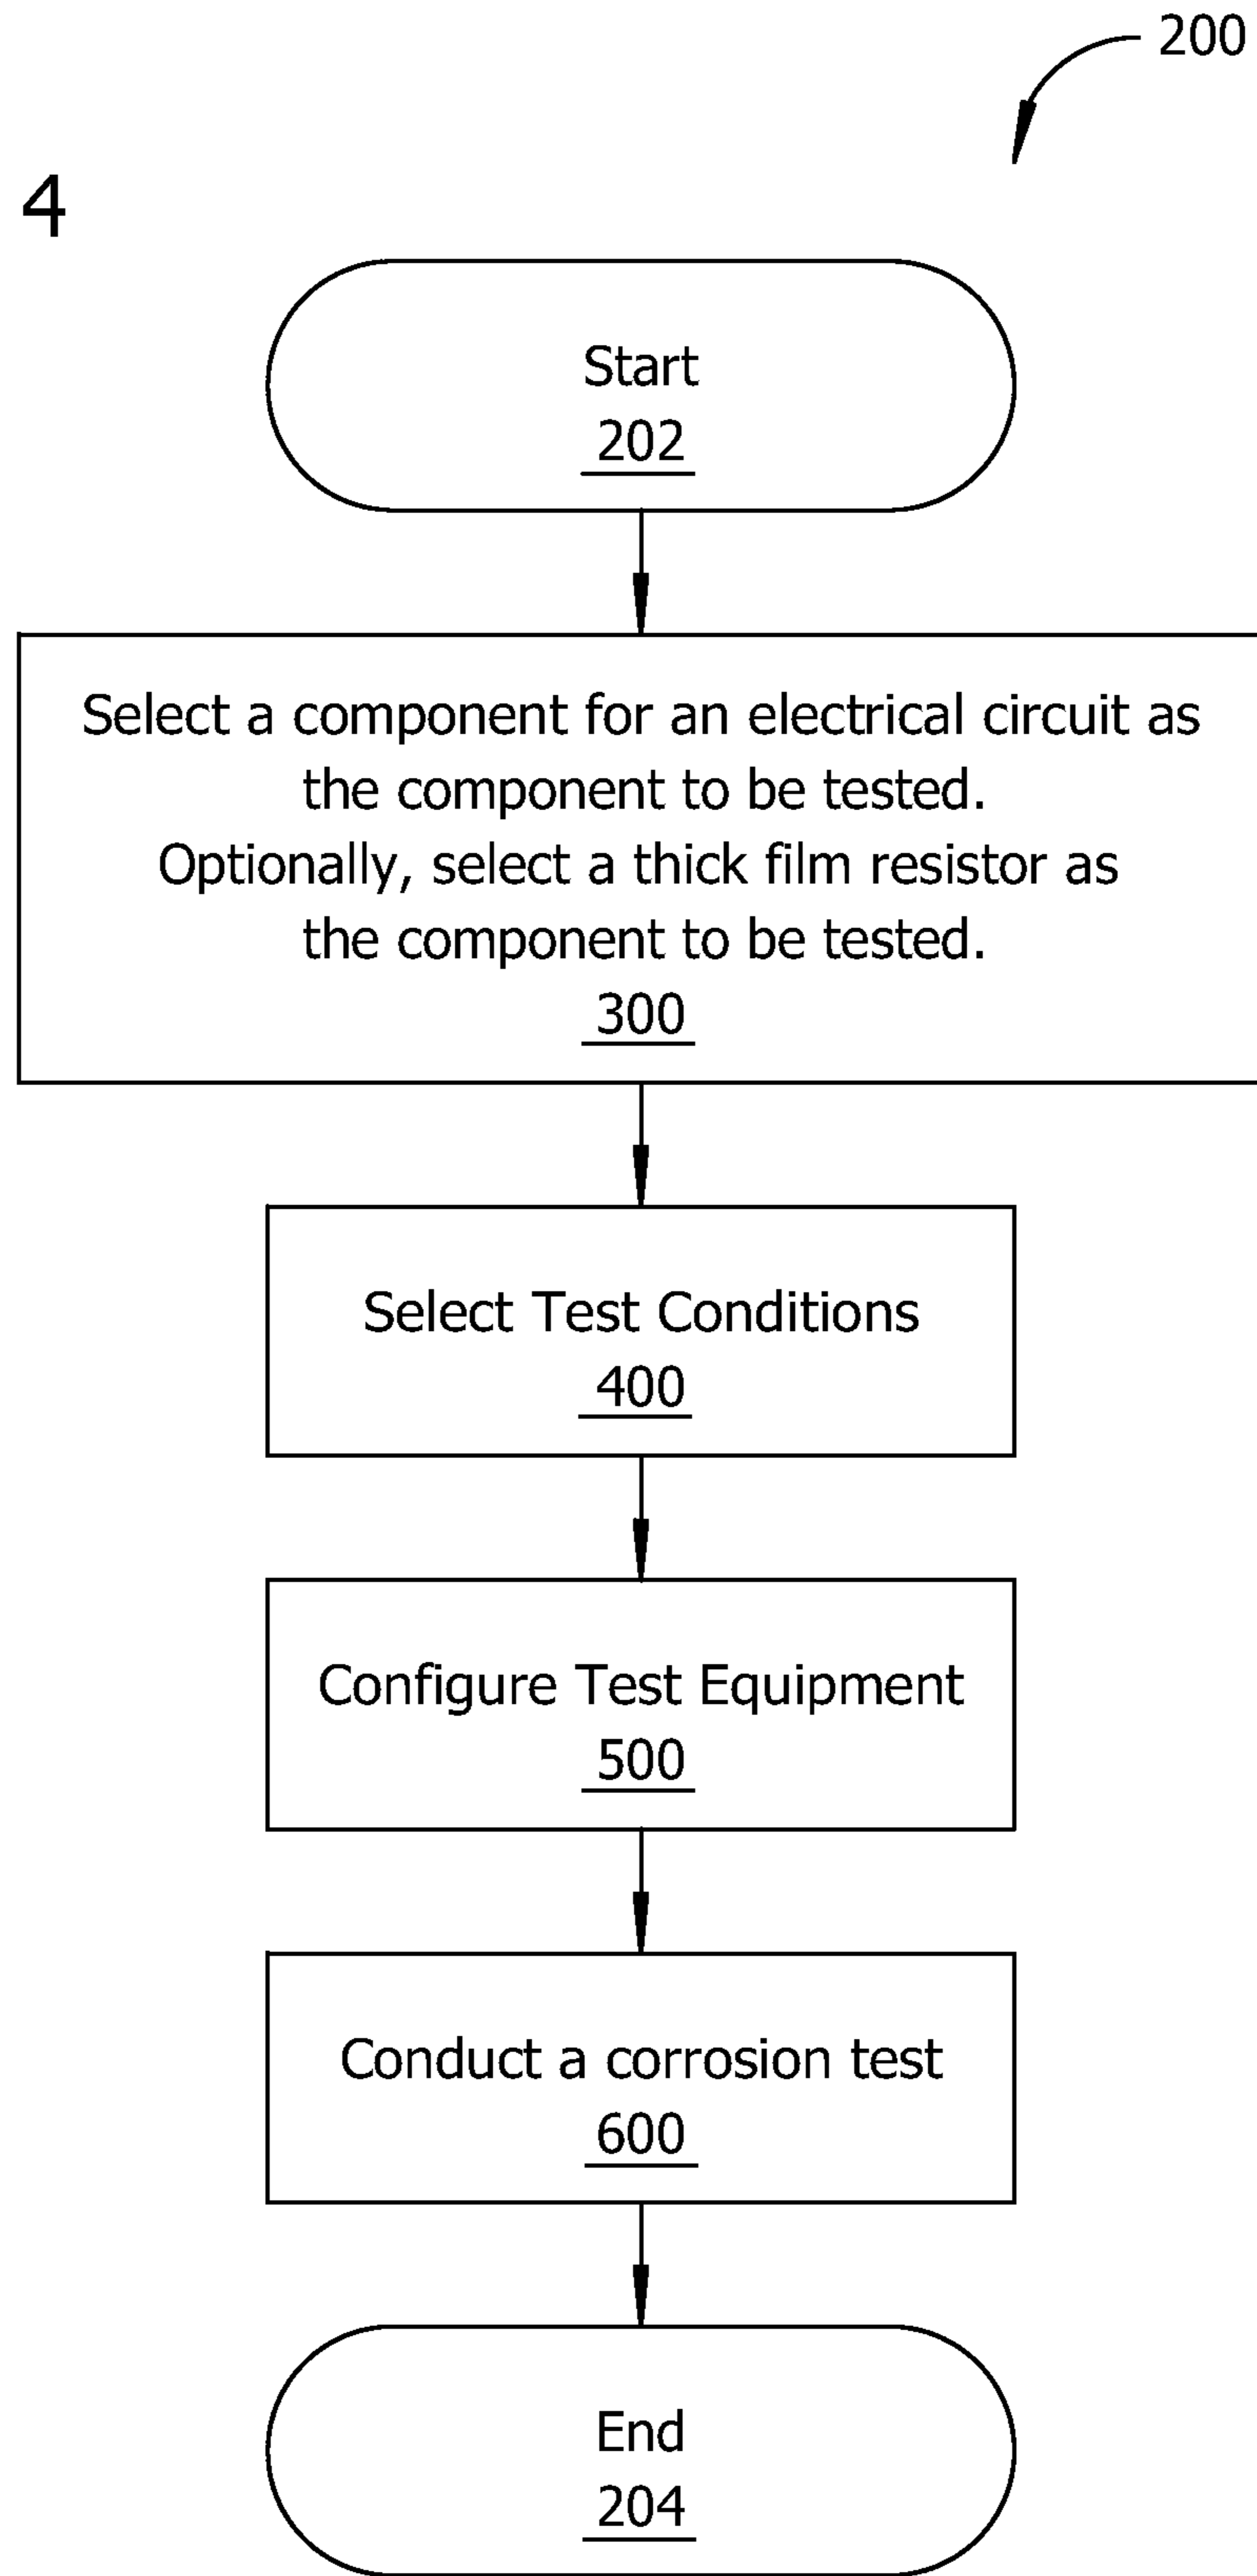 200
4
Start
202
Select a component for an electrical circuit as
the component to be tested.
Optionally, select a thick film resistor as
the component to be tested.
300
Select Test Conditions
400
Configure Test Equipment
500
Conduct a corrosion test
600
End
204